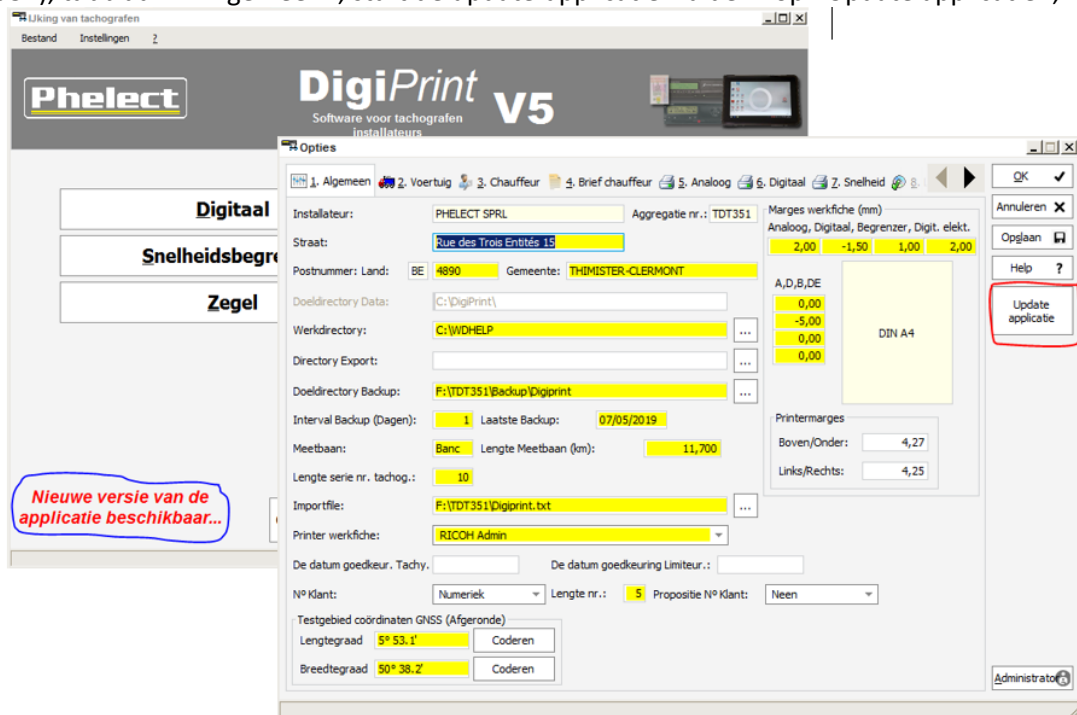 IJking van tachografen
Bestand Instellingen ?
Phelect
DigiPrint V5
Software voor tachografen
installateurs
Digitaal
Snelheidsbegre
Zegel
Nieuwe versie van de
applicatie beschikbaar...
Opties
1. Algemeen 2. Voertuig 3. Chauffeur 4. Brief chauffeur 5. Analoog 6. Digitaal 7. Snelheid 8.
Installateur: PHELECT SPRL Aggregatie nr.: TDT351
Straat: Rue des Trois Entités 15
Postnummer: Land: BE 4890 Gemeente: THIMISTER-CLERMONT
Doeldirectory Data: C:\DigiPrint\
Werkdirectory: C:\WDHELP ...
Directory Export: ...
Doeldirectory Backup: F:\TDT351\Backup\Digiprint ...
Interval Backup (Dagen): 1 Laatste Backup: 07/05/2019
Meetbaan: Banc Lengte Meetbaan (km): 11,700
Lengte serie nr. tachog.: 10
Importfile: F:\TDT351\Digiprint.txt ...
Printer werkfiche: RICOH Admin
De datum goedkeur. Tachy. De datum goedkeuring Limiteur.:
Nº Klant: Numeriek Lengte nr.: 5 Propositie Nº Klant: Neen
Testgebied coördinaten GNSS (Afgeronde)
Lengtegraad 5° 53.1' Coderen
Breedtegraad 50° 38.2' Coderen
Marges werkfiche (mm)
Analoog, Digitaal, Begrenzer, Digit. elekt.
2,00 -1,50 1,00 2,00
A,D,B,DE
0,00
-5,00
0,00
0,00
DIN A4
Printermarges
Boven/Onder: 4,27
Links/Rechts: 4,25
OK
Annuleren
Opslaan
Help ?
Update
applicatie
Administrator